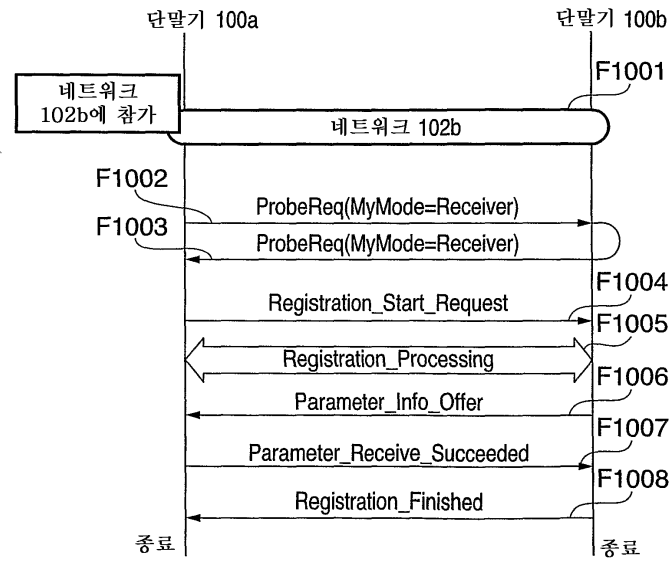 단말기 100a
단말기 100b
F1001
네트워크
102b에 참가
네트워크 102b
F1002
ProbeReq(MyMode=Receiver)
F1003
ProbeReq(MyMode=Receiver)
F1004
Registration_Start_Request
F1005
Registration_Processing
F1006
Parameter_Info_Offer
F1007
Parameter_Receive_Succeeded
F1008
Registration_Finished
종료
종료